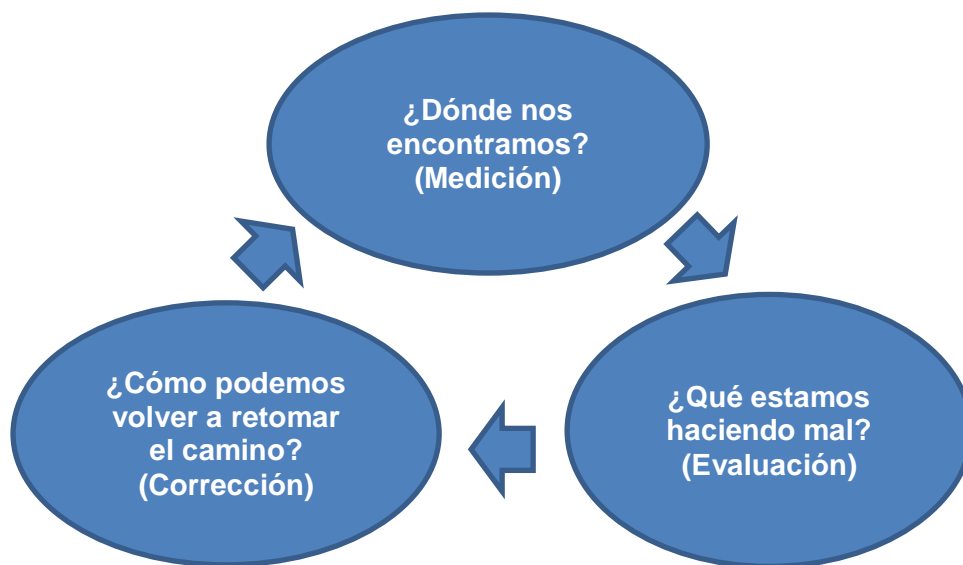 ¿Dónde nos
encontramos?
(Medición)
¿Qué estamos
haciendo mal?
(Evaluación)
¿Cómo podemos
volver a retomar
el camino?
(Corrección)